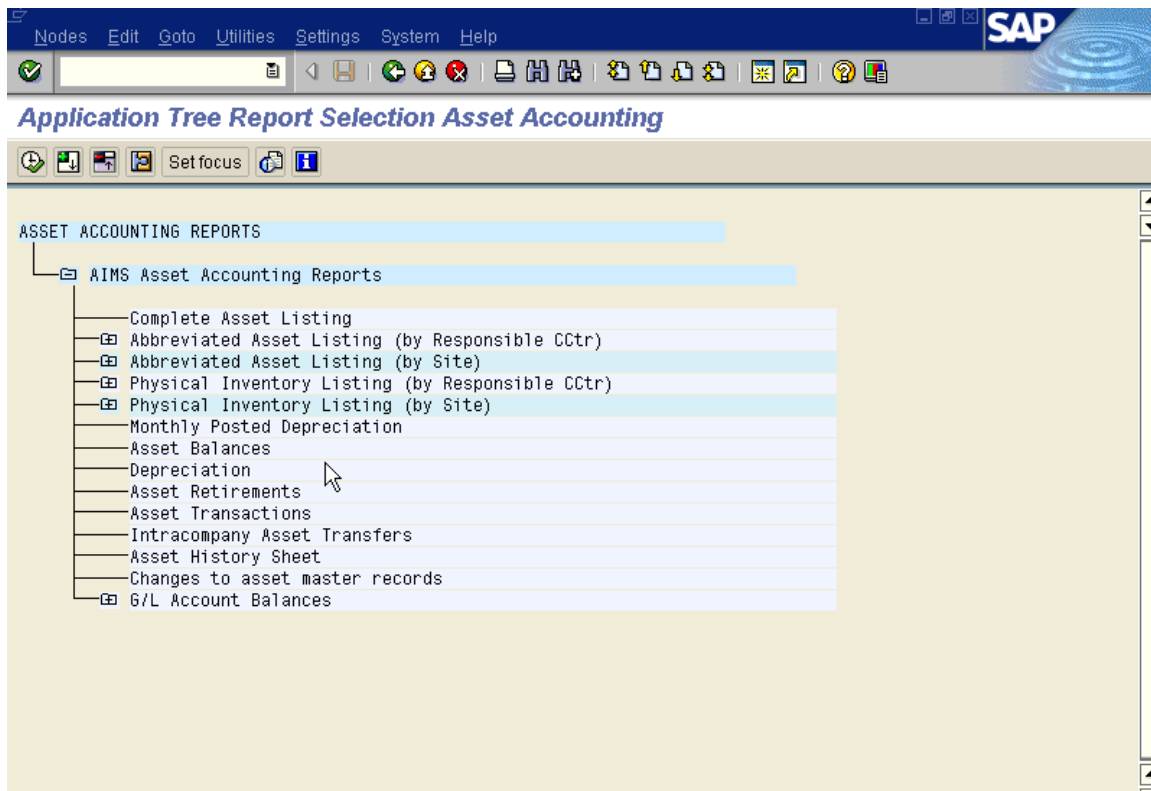 Nodes Edit Goto Utilities Settings System Help
SAP
Application Tree Report Selection Asset Accounting
Set focus
ASSET ACCOUNTING REPORTS
AIMS Asset Accounting Reports
Complete Asset Listing
Abbreviated Asset Listing (by Responsible CCtr)
Abbreviated Asset Listing (by Site)
Physical Inventory Listing (by Responsible CCtr)
Physical Inventory Listing (by Site)
Monthly Posted Depreciation
Asset Balances
Depreciation
Asset Retirements
Asset Transactions
Intracompany Asset Transfers
Asset History Sheet
Changes to asset master records
G/L Account Balances